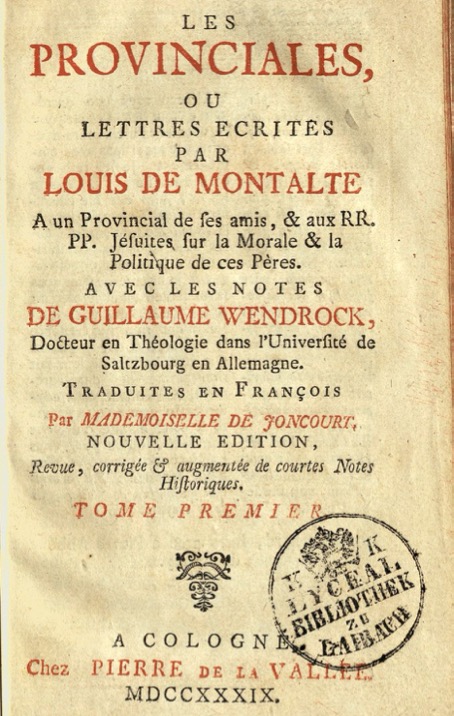 LES
PROVINCIALES,
OU
LETTRES ECRITES
PAR
LOUIS DE MONTALTE
A un Provincial de ſes amis, & aux RR.
PP. Jéſuites, ſur la Morale & la
Politique de ces Pères.
AVEC LES NOTES
DE GUILLAUME WENDROCK,
Docteur en Théologie dans l'Univerſité de
Saltzbourg en Allemagne.
TRADUITES EN FRANÇOIS
Par MADEMOISELLE DE JONCOURT,
NOUVELLE EDITION,
Revue, corrigée & augmentée de courtes Notes
Hiſtoriques.
TOME PREMIER
K K
LYCEAL
BIBLIOTHEK
ZU
LAIBACH
A COLOGNE
Chez PIERRE DE LA VALLÉE.
MDCCXXXIX.